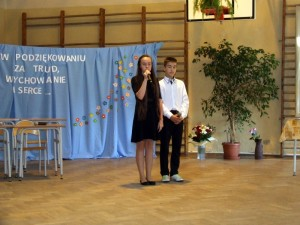 W PODZIĘKOWANIU
ZA TRUD,
WYCHOWANIE
I SERCE ...